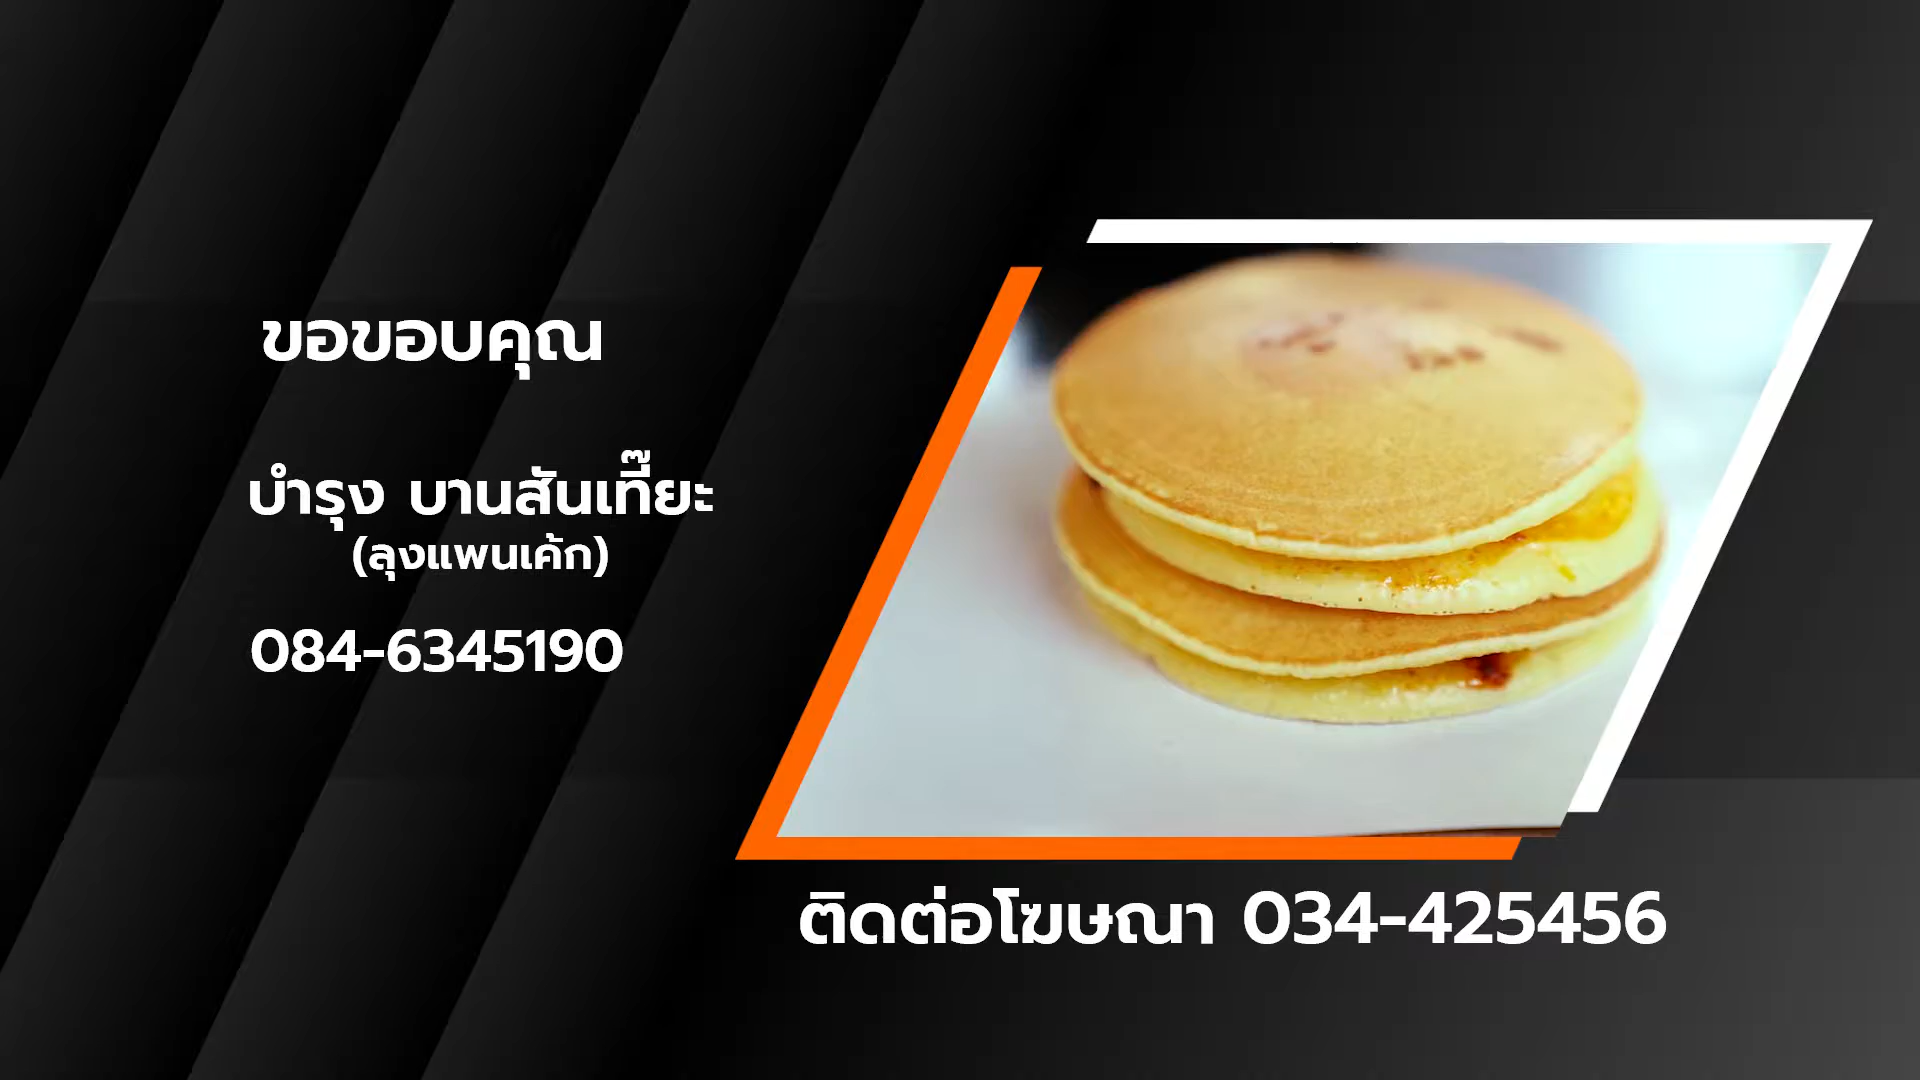 ขอขอบคุณ
บำรุง บานสันเที๊ยะ
(ลุงแพนเค้ก)
084-6345190
ติดต่อโฆษณา 034-425456